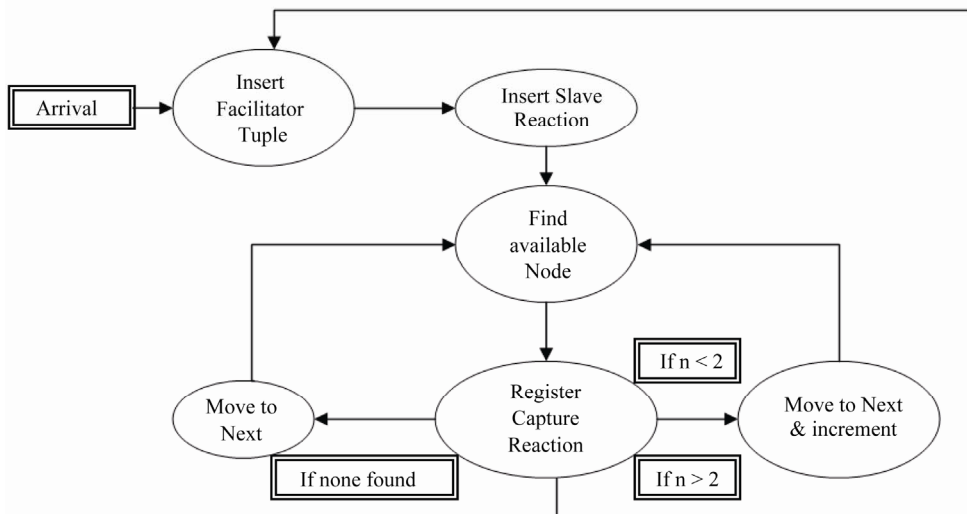 Arrival
Insert
Facilitator
Tuple
Insert Slave
Reaction
Find
available
Node
If n < 2
Register
Capture
Reaction
Move to
Next
Move to Next
& increment
If none found
If n > 2